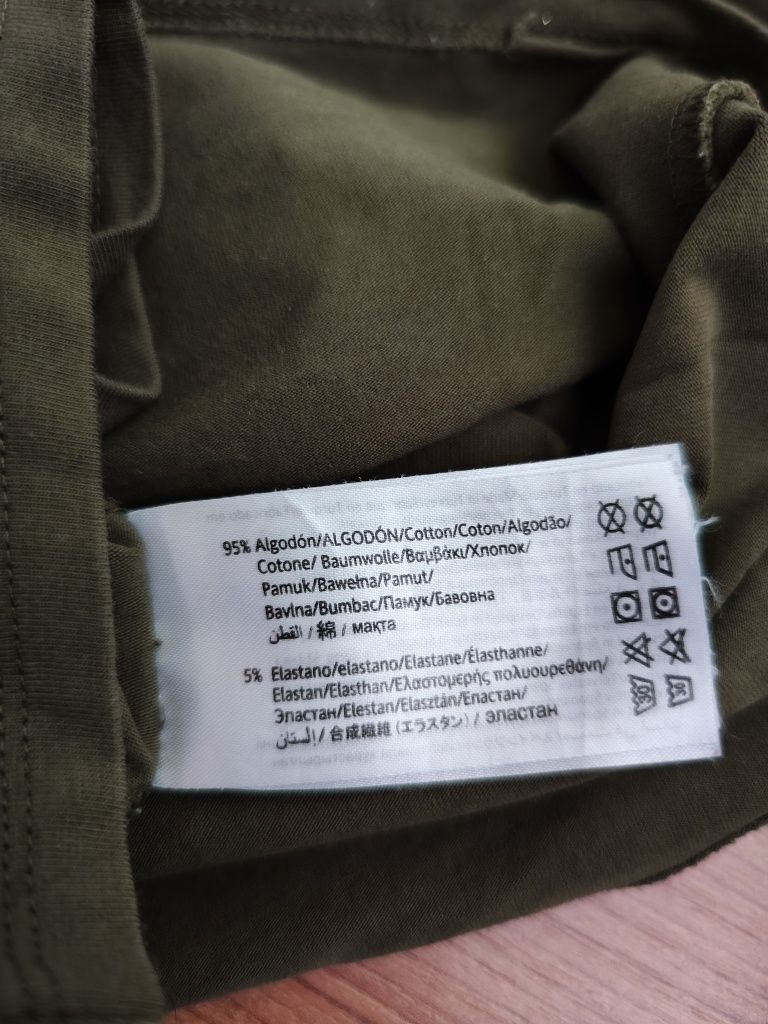 95% Algodón/ALGODÓN/Cotton/Coton/Algodão/
Cotone/ Baumwolle/Βαμβάκι/Хлопок/
Pamuk/Bawełna/Pamut/
Bavlna/Bumbac/Памук/Бавовна
القطن / 綿 / мақта
5% Elastano/elastano/Elastane/Élasthanne/
Elastan/Elasthan/Ελαστομερής πολυουρεθάνη/
Эластан/Elestan/Elasztán/Еластан/
إلستان / 合成繊維 (エラスタン) / эластан